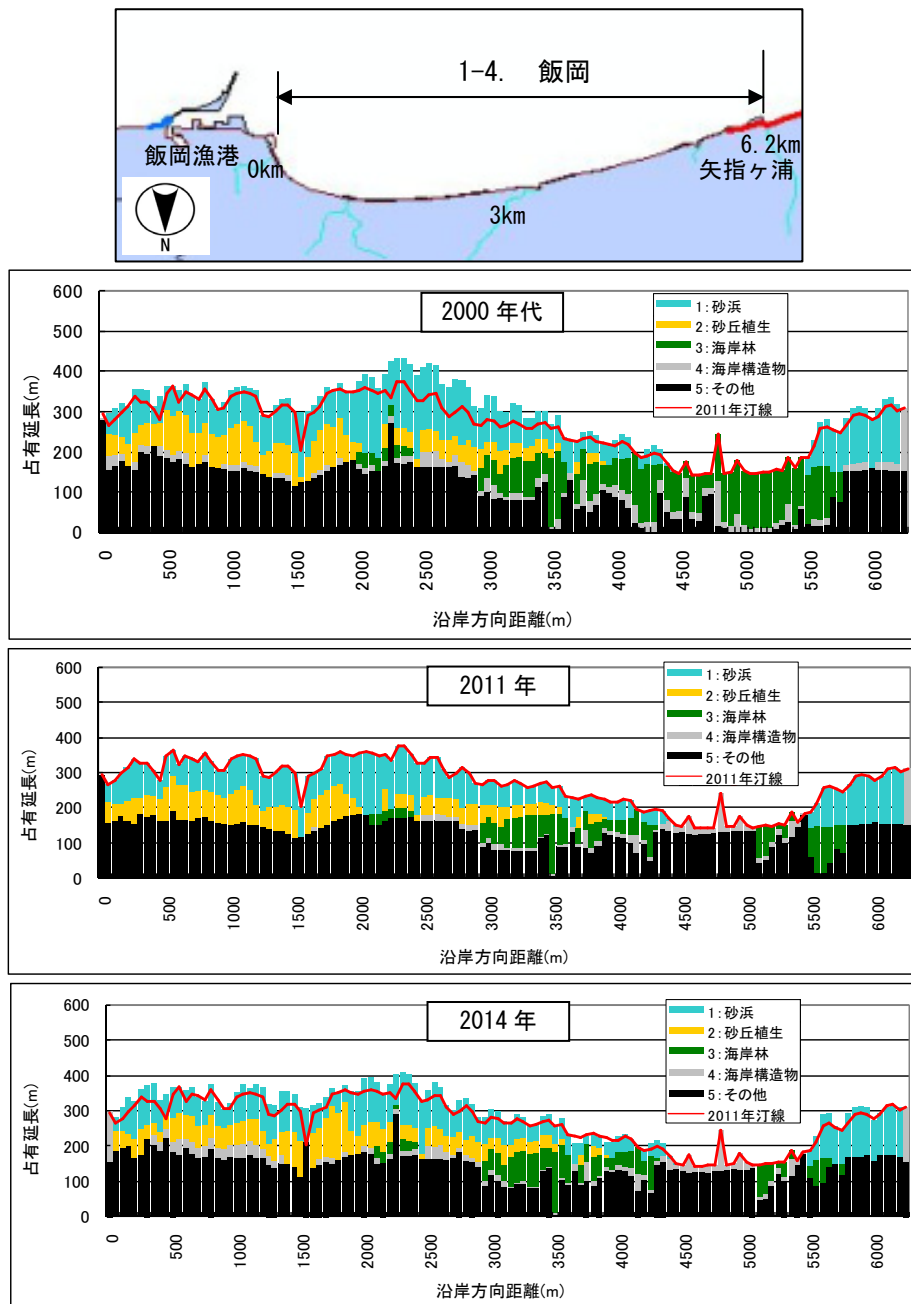 1-4. 飯岡
飯岡漁港
0km
3km
6.2km
矢指ヶ浦
N
2000 年代
占有延長(m)
600
500
400
300
200
100
0
1:砂浜
2:砂丘植生
3:海岸林
4:海岸構造物
5:その他
2011年汀線
0
500
1000
1500
2000
2500
3000
3500
4000
4500
5000
5500
6000
沿岸方向距離(m)
2011 年
占有延長(m)
600
500
400
300
200
100
0
1:砂浜
2:砂丘植生
3:海岸林
4:海岸構造物
5:その他
2011年汀線
0
500
1000
1500
2000
2500
3000
3500
4000
4500
5000
5500
6000
沿岸方向距離(m)
2014 年
占有延長(m)
600
500
400
300
200
100
0
1:砂浜
2:砂丘植生
3:海岸林
4:海岸構造物
5:その他
2011年汀線
0
500
1000
1500
2000
2500
3000
3500
4000
4500
5000
5500
6000
沿岸方向距離(m)